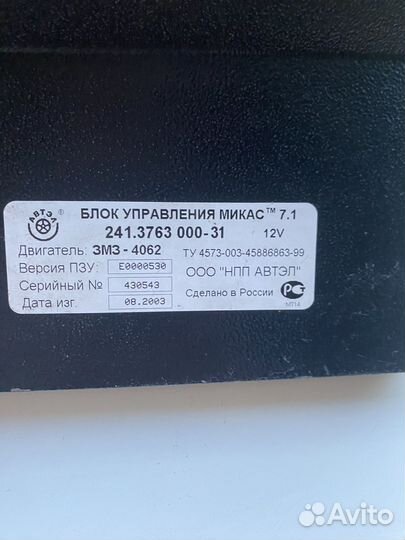 АВТЭЛ ®
БЛОК УПРАВЛЕНИЯ МИКАС™ 7.1
241.3763 000-31 12V
Двигатель: ЗМЗ - 4062 ТУ 4573-003-45886863-99
Версия ПЗУ: E0000530 ООО "НПП АВТЭЛ"
Серийный № 430543 Сделано в России
Дата изг. 08.2003 МТ14
Avito